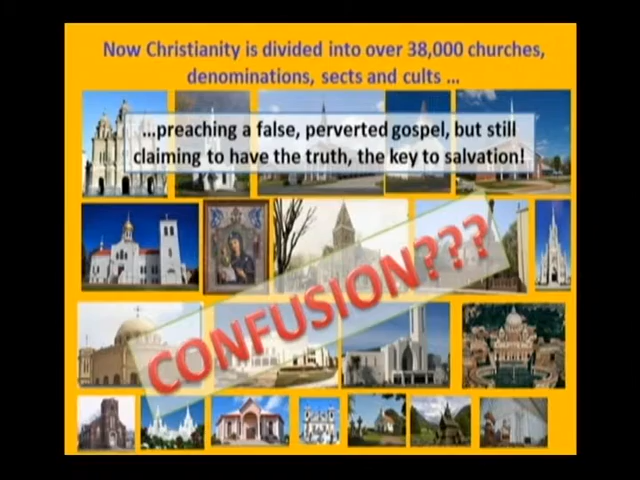 Now Christianity is divided into over 38,000 churches,
denominations, sects and cults ...
...preaching a false, perverted gospel, but still
claiming to have the truth, the key to salvation!
CONFUSION???